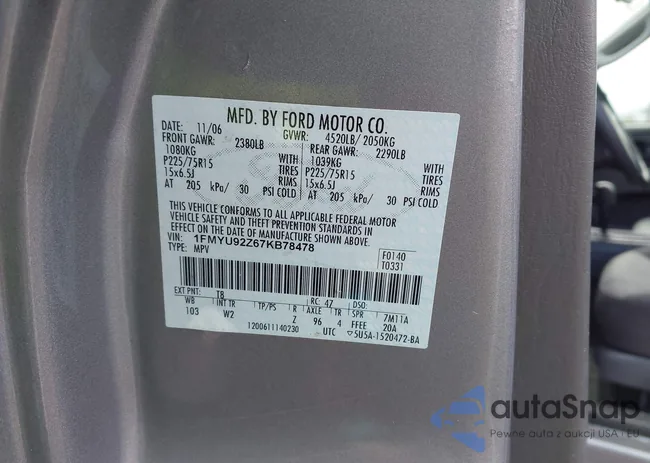 MFD. BY FORD MOTOR CO.
DATE: 11/06 GVWR: 4520LB/ 2050KG
FRONT GAWR: 2380LB REAR GAWR: 2290LB
1080KG WITH 1039KG WITH
P225/75R15 TIRES P225/75R15 TIRES
15x6.5J RIMS 15x6.5J RIMS
AT 205 kPa/ 30 PSI COLD AT 205 kPa/ 30 PSI COLD
THIS VEHICLE CONFORMS TO ALL APPLICABLE FEDERAL MOTOR
VEHICLE SAFETY AND THEFT PREVENTION STANDARDS IN
EFFECT ON THE DATE OF MANUFACTURE SHOWN ABOVE.
VIN: 1FMYU92Z67KB78478
TYPE: MPV
F0140
T0331
EXT PNT: T8 RC: 4Z DSO:
WB INT TR TP/PS R AXLE TR SPR 7M11A
103 W2 Z 96 4 FFEE 20A
1200611140230 UTC ▽5U5A-1520472-BA
autaSnap
Pewne auta z aukcji USA i EU